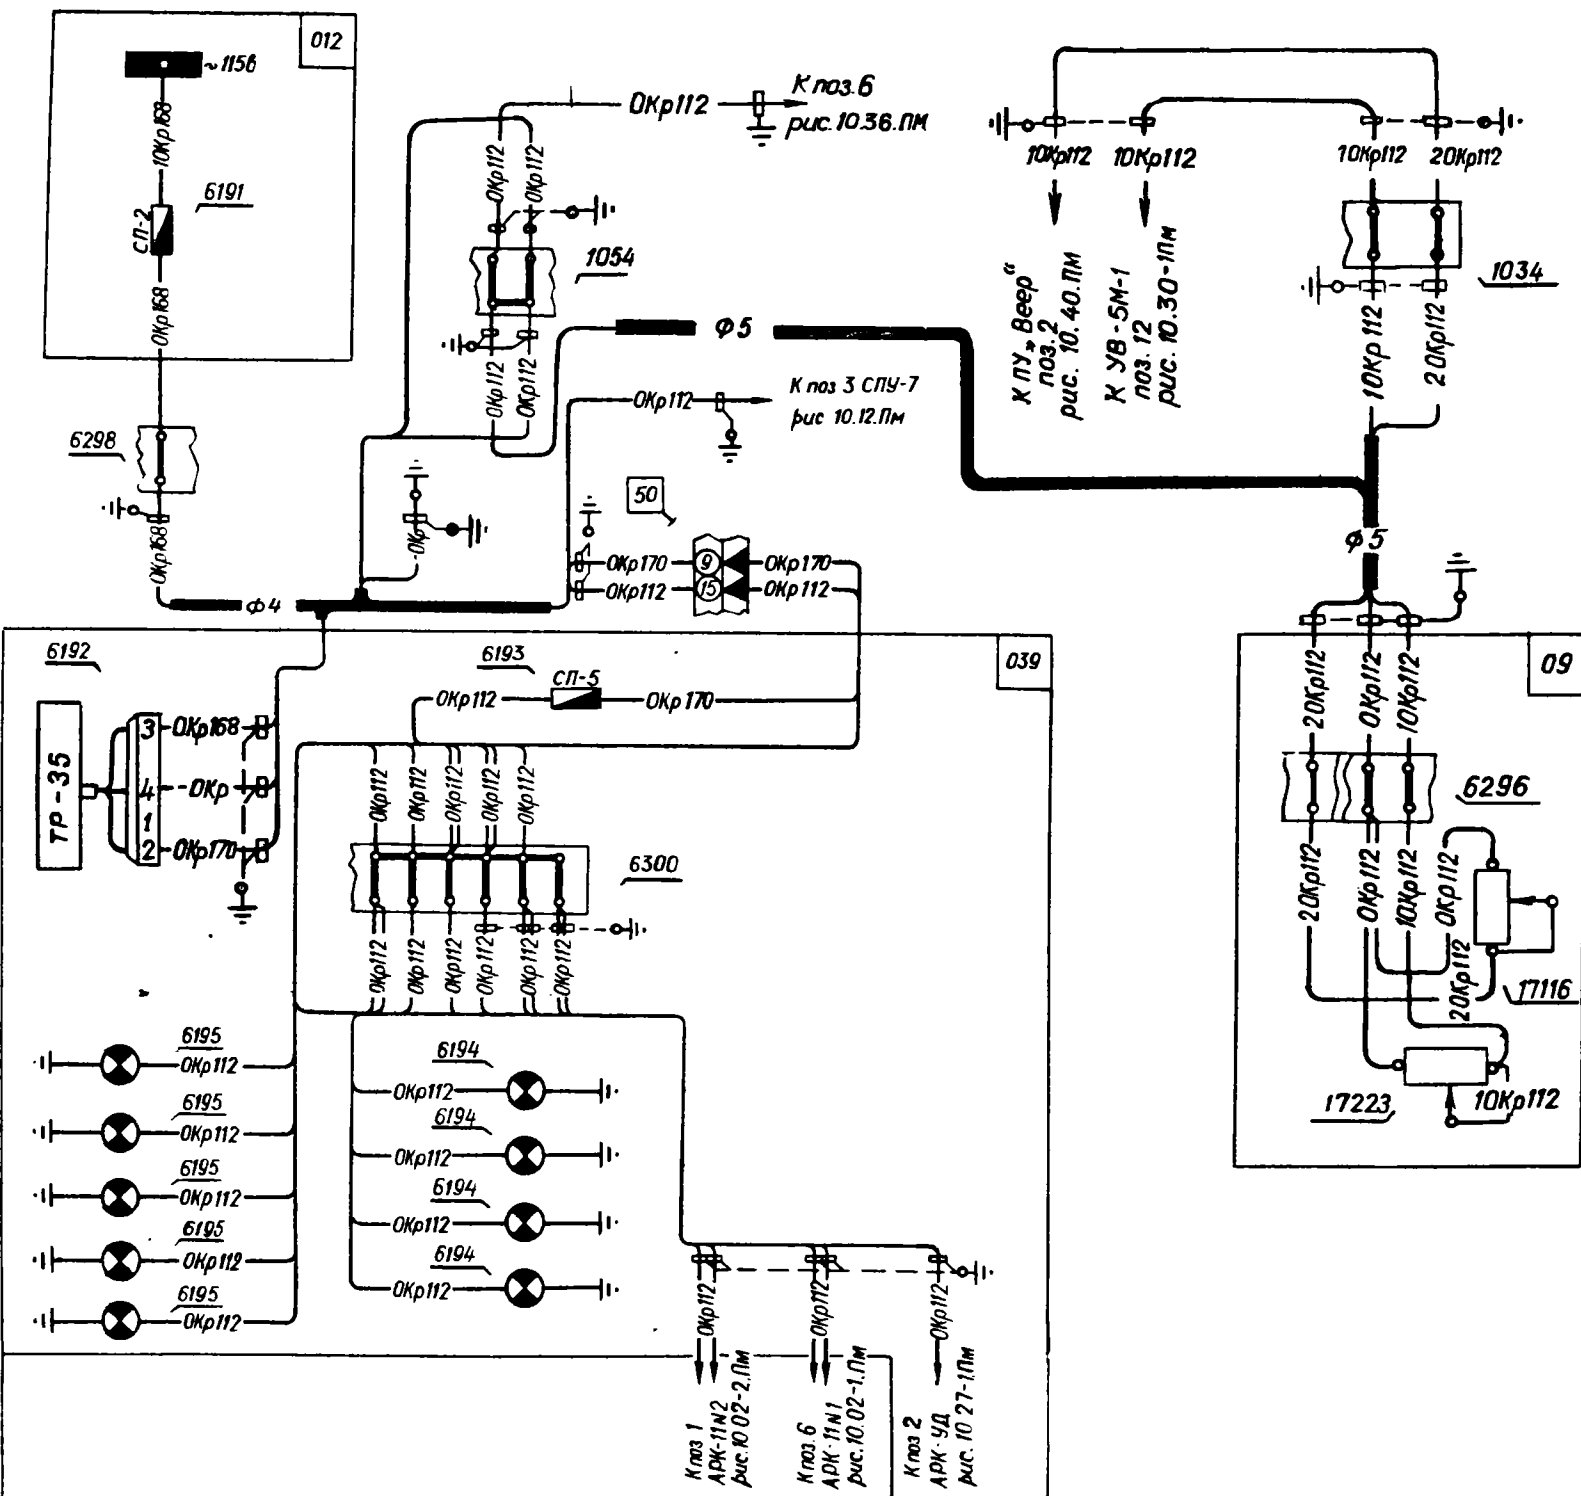 012
~115в
10Кр168
6191
СП-2
0Кр168
6298
0Кр168
ф4
0Кр112
К поз.6
рис.10.36.ПМ
0Кр112
0Кр112
1054
0Кр112
0Кр112
ф5
0Кр112
К поз 3 СПУ-7
рис 10.12.Пм
-0Кр
50
0Кр170
9
0Кр170
0Кр112
15
0Кр112
10Кр112
10Кр112
10Кр112
20Кр112
К ПУ „Веер“
поз.2
рис. 10.40.ПМ
К УВ-5М-1
поз.12
рис.10.30-1Пм
1034
10Кр112
20Кр112
ф5
09
20Кр112
0Кр112
10Кр112
6296
20Кр112
0Кр112
10Кр112
0Кр112
20Кр112
17116
17223
10Кр112
039
6192
6193
СП-5
0Кр112
0Кр170
ТР-35
3
0Кр168
4
-0Кр
1
2
0Кр170
0Кр112
0Кр112
0Кр112
0Кр112
0Кр112
6300
0Кр112
0Кр112
0Кр112
0Кр112
0Кр112
0Кр112
6195
0Кр112
6195
0Кр112
6195
0Кр112
6195
0Кр112
6195
0Кр112
6194
0Кр112
6194
0Кр112
6194
0Кр112
6194
0Кр112
0Кр112
0Кр112
0Кр112
К поз 1
АРК-11N2
рис.10 02-2.Пм
К поз. 6
АРК-11N1
рис.10.02-1.Пм
К поз 2
АРК-УД
рис. 10 27-1.Пм